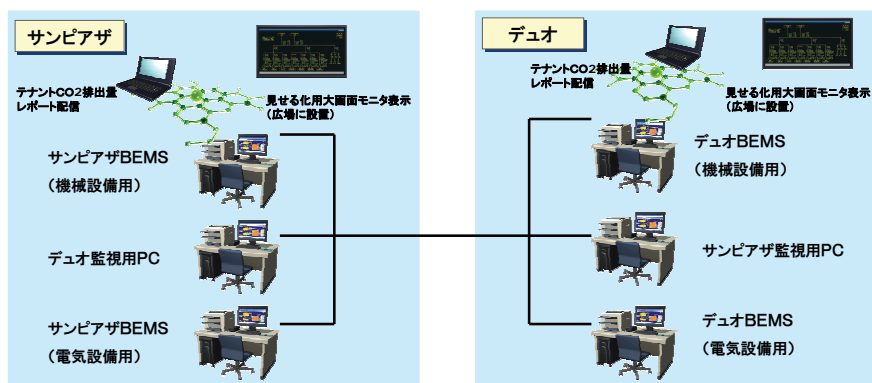 サンピアザ
テナントCO2排出量
レポート配信
見せる化用大画面モニタ表示
(広場に設置)
サンピアザBEMS
(機械設備用)
デュオ監視用PC
サンピアザBEMS
(電気設備用)
デュオ
テナントCO2排出量
レポート配信
見せる化用大画面モニタ表示
(広場に設置)
デュオBEMS
(機械設備用)
サンピアザ監視用PC
デュオBEMS
(電気設備用)